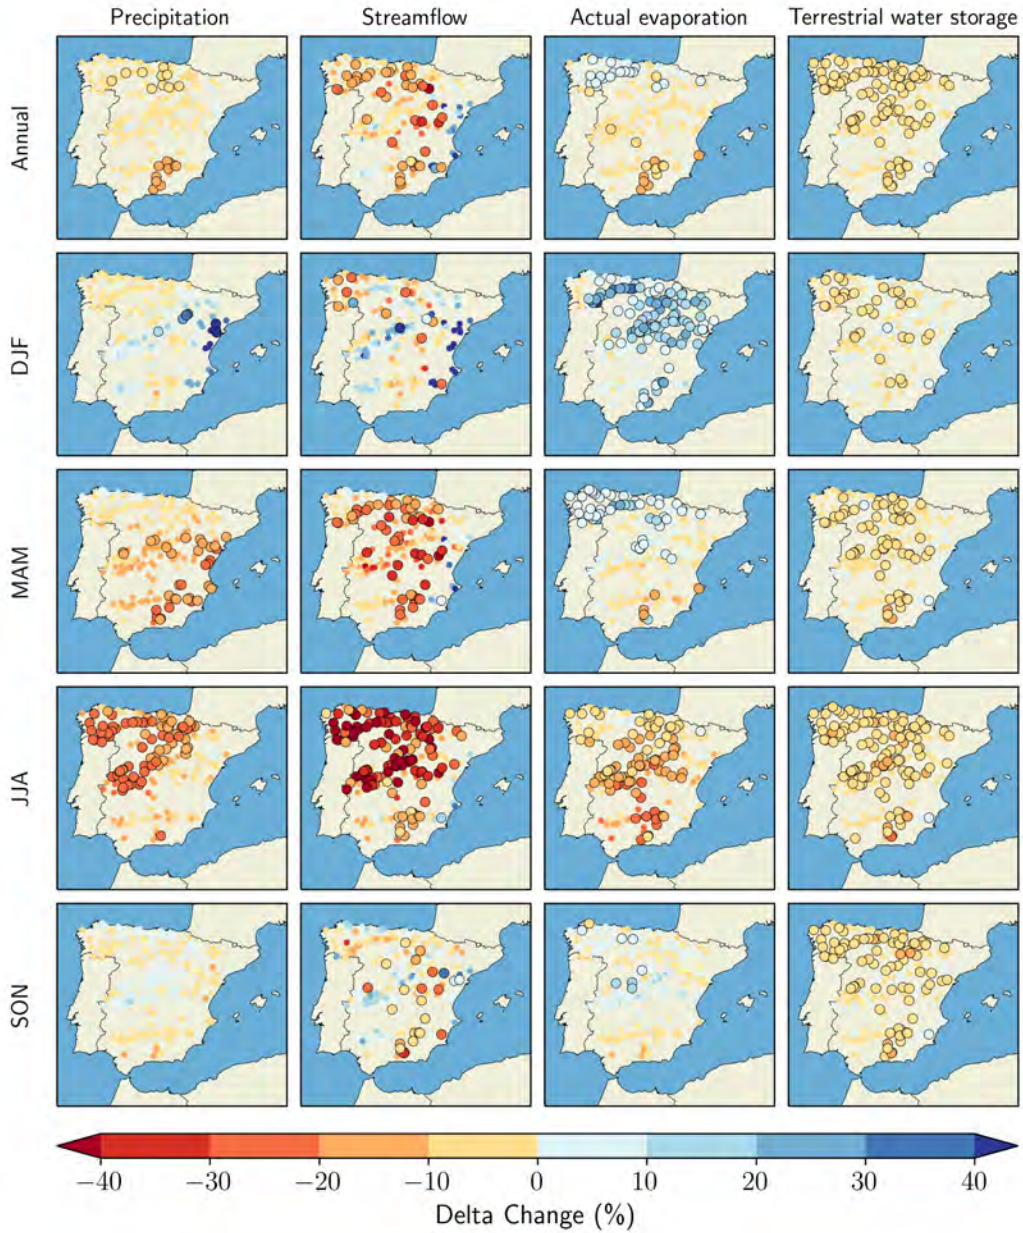 Precipitation Streamflow Actual evaporation Terrestrial water storage
Annual
DJF
MAM
JJA
SON
−40 −30 −20 −10 0 10 20 30 40
Delta Change (%)